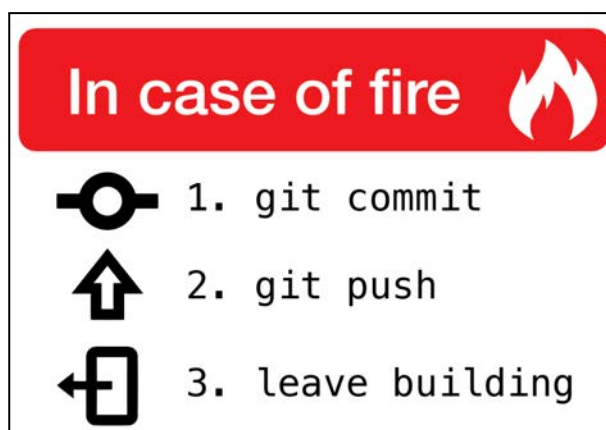 In case of fire
1. git commit
2. git push
3. leave building